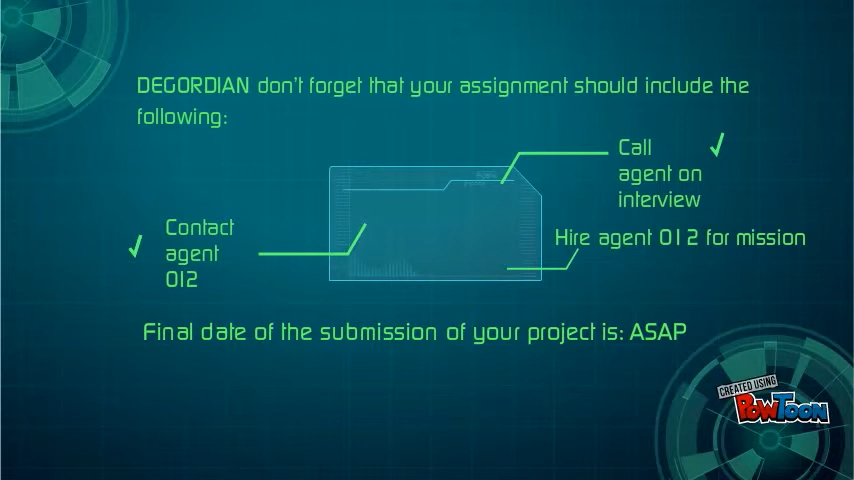 DEGORDIAN don't forget that your assignment should include the
following:
Call
agent on
interview
Contact
agent
012
Hire agent 012 for mission
Final date of the submission of your project is: ASAP
CREATED USING
POWTOON